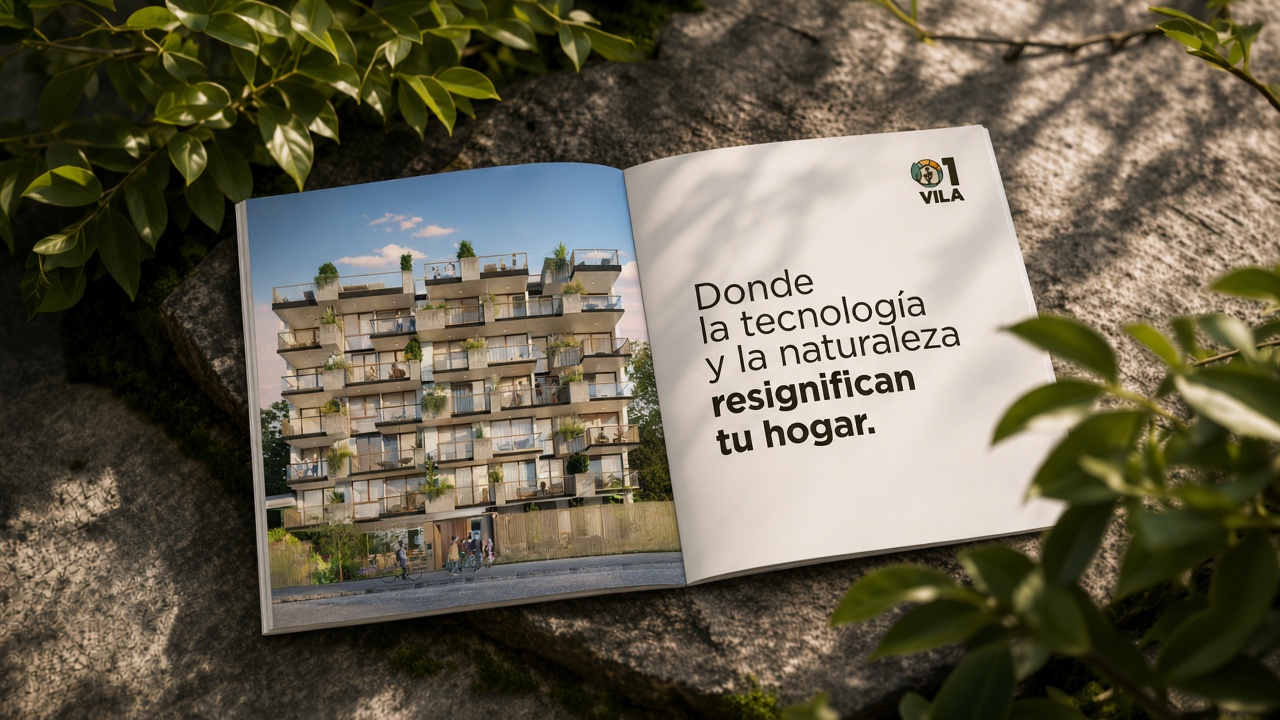 01
VILA
Donde
la tecnología
y la naturaleza
resignifican
tu hogar.